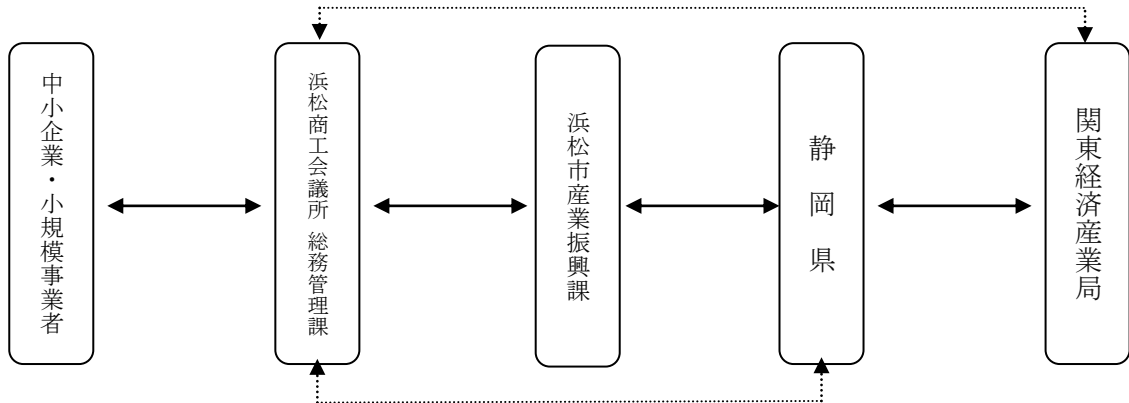 中小企業・小規模事業者
浜松商工会議所 総務管理課
浜松市産業振興課
静岡県
関東経済産業局